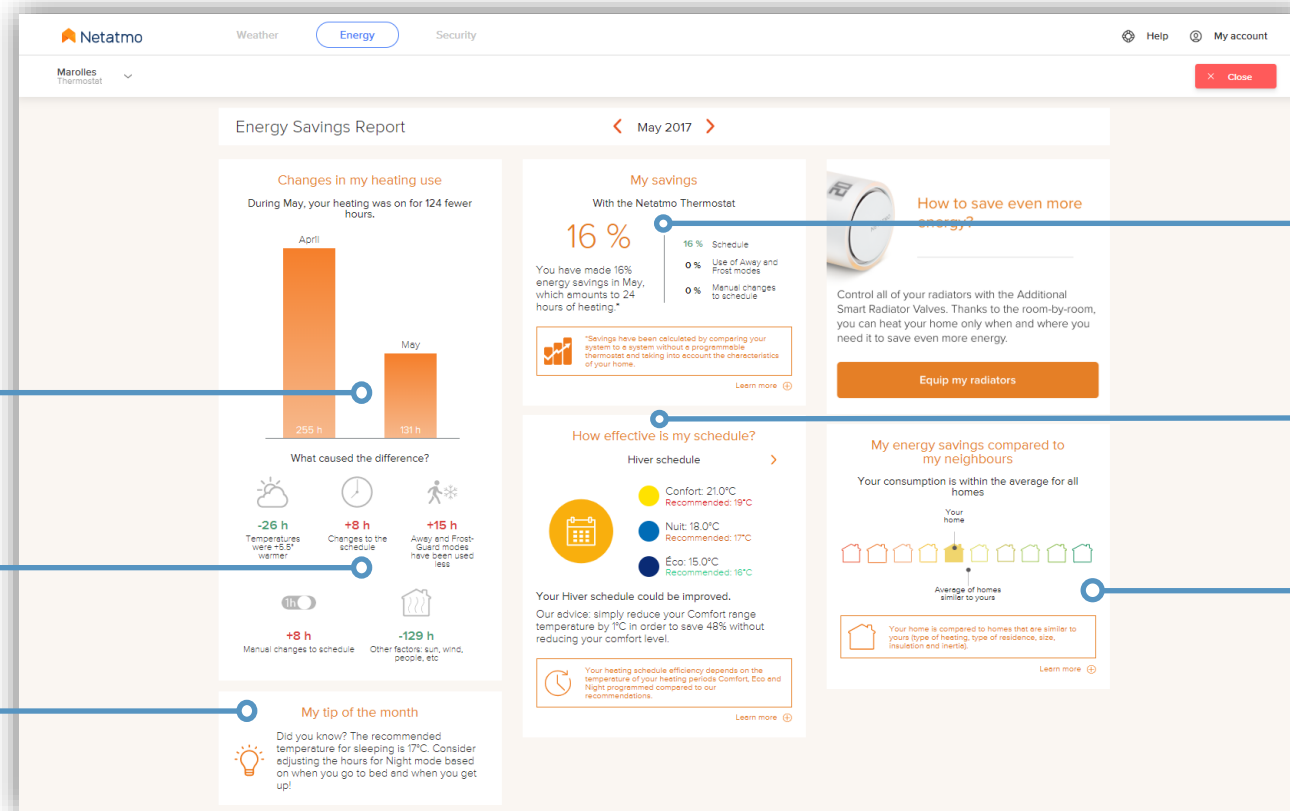 Netatmo
Weather
Energy
Security
Help
My account
Marolles
Thermostat
× Close
Energy Savings Report
May 2017
Changes in my heating use
During May, your heating was on for 124 fewer
hours.
April
255 h
May
131 h
What caused the difference?
-26 h
Temperatures
were +5.5°
warmer
+8 h
Changes to the
schedule
+15 h
Away and Frost-
Guard modes
have been used
less
1h
+8 h
Manual changes to schedule
-129 h
Other factors: sun, wind,
people, etc
My tip of the month
Did you know? The recommended
temperature for sleeping is 17°C. Consider
adjusting the hours for Night mode based
on when you go to bed and when you get
up!
My savings
With the Netatmo Thermostat
16 %
You have made 16%
energy savings in May,
which amounts to 24
hours of heating.*
16 % Schedule
0 % Use of Away and
Frost modes
0 % Manual changes
to schedule
*Savings have been calculated by comparing your
system to a system without a programmable
thermostat and taking into account the characteristics
of your home.
Learn more
How effective is my schedule?
Hiver schedule
Confort: 21.0°C
Recommended: 19°C
Nuit: 18.0°C
Recommended: 17°C
Éco: 15.0°C
Recommended: 16°C
Your Hiver schedule could be improved.
Our advice: simply reduce your Comfort range
temperature by 1°C in order to save 48% without
reducing your comfort level.
Your heating schedule efficiency depends on the
temperature of your heating periods Comfort, Eco and
Night programmed compared to our
recommendations.
Learn more
How to save even more
energy?
Control all of your radiators with the Additional
Smart Radiator Valves. Thanks to the room-by-room,
you can heat your home only when and where you
need it to save even more energy.
Equip my radiators
My energy savings compared to
my neighbours
Your consumption is within the average for all
homes
Your
home
Average of homes
similar to yours
Your home is compared to homes that are similar to
yours (type of heating, type of residence, size,
insulation and inertia).
Learn more